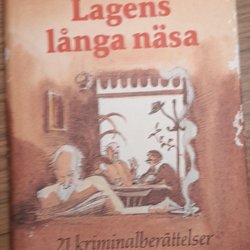 Lagens
långa näsa
21 kriminalberättelser